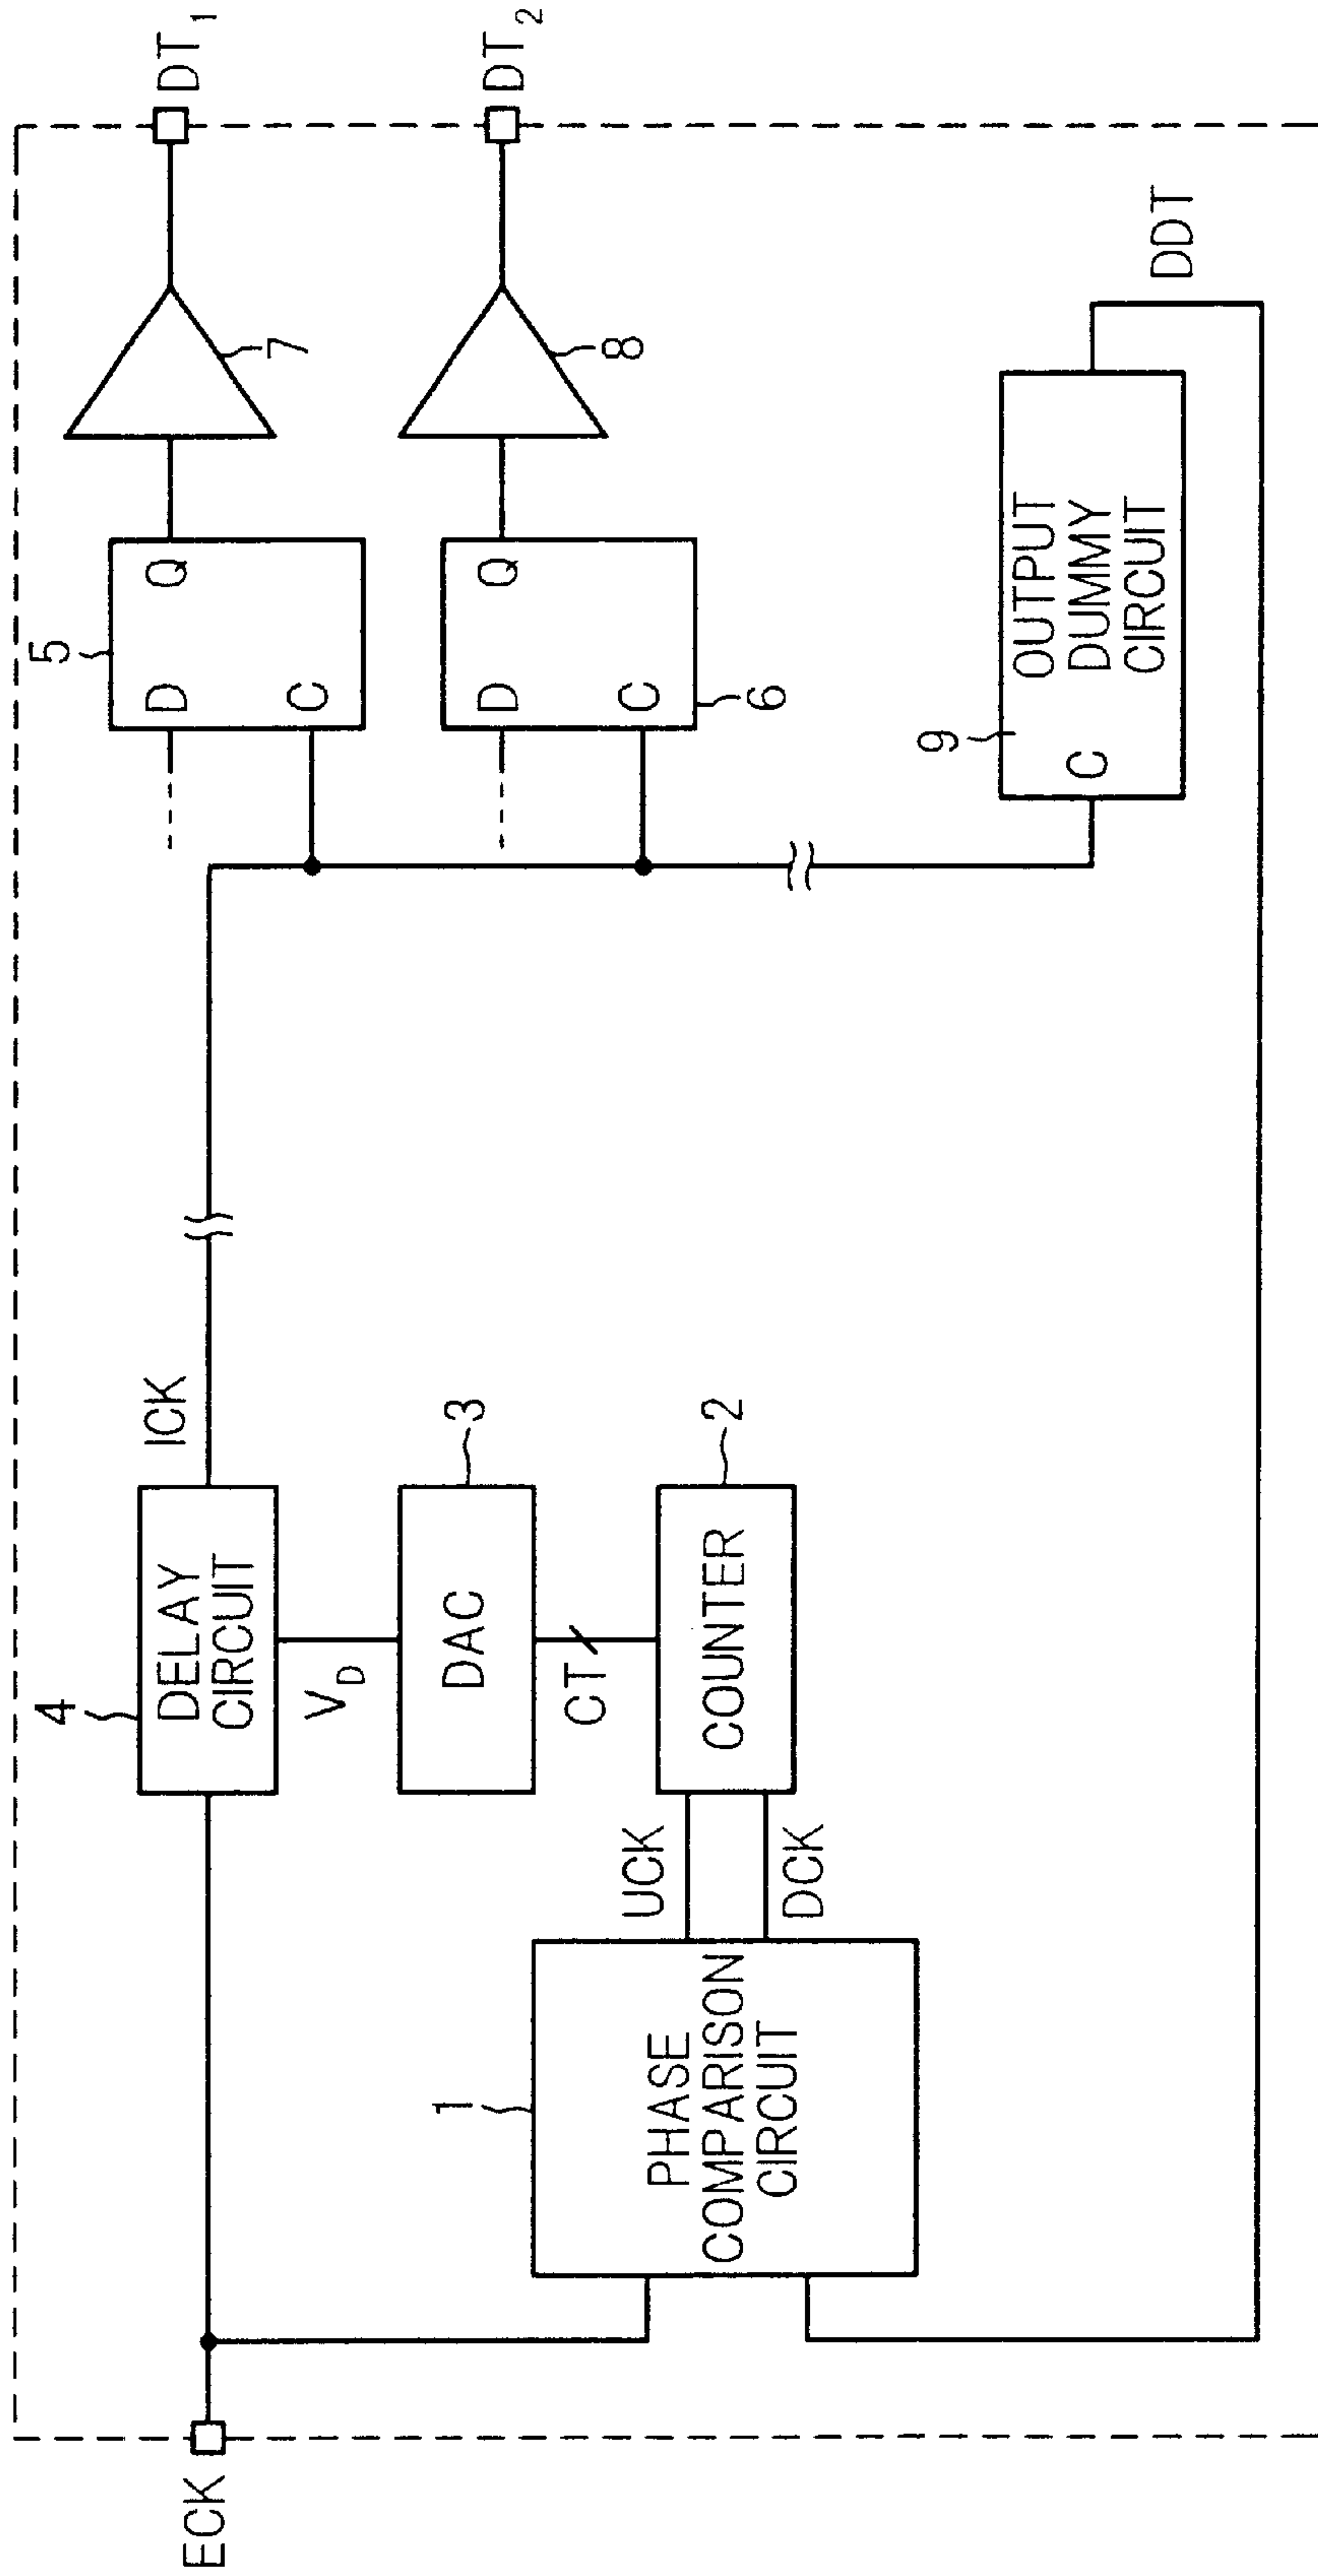 ECK
4
DELAY
CIRCUIT
ICK
V_D
3
DAC
CT
2
COUNTER
UCK
DCK
1
PHASE
COMPARISON
CIRCUIT
5
D Q
C
7
DT₁
D Q
C
6
8
DT₂
9
C
OUTPUT
DUMMY
CIRCUIT
DDT